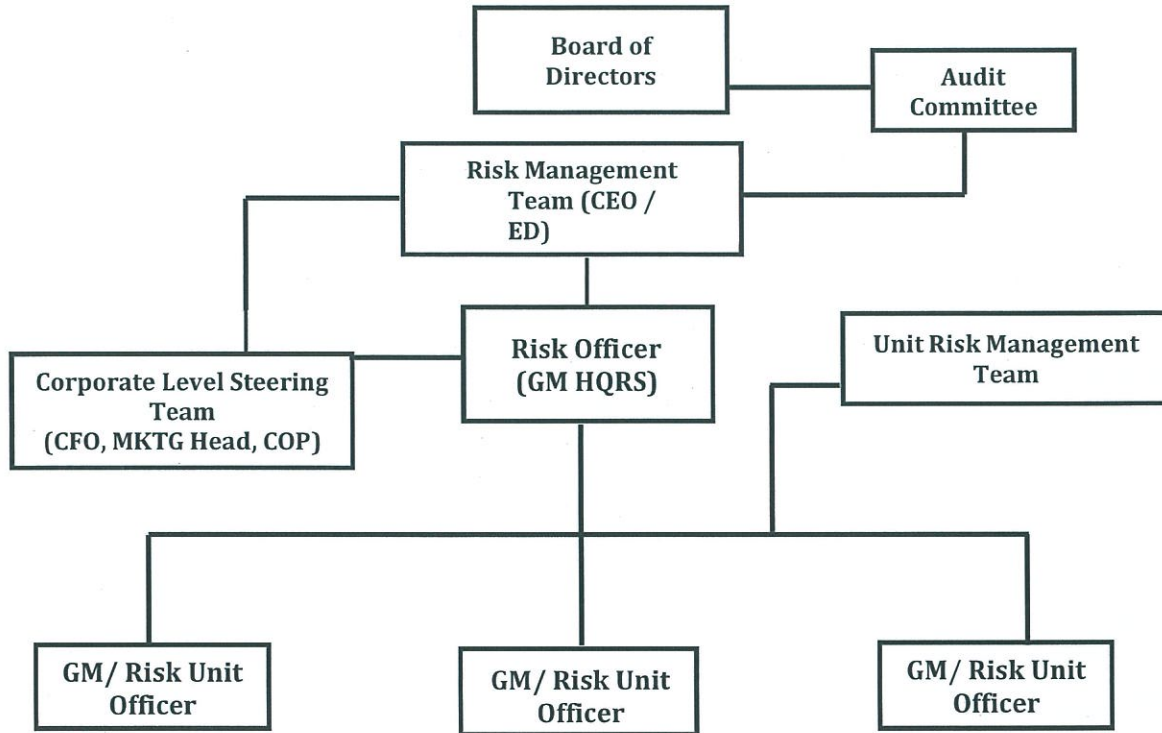 Board of
Directors
Audit
Committee
Risk Management
Team (CEO /
ED)
Risk Officer
(GM HQRS)
Unit Risk Management
Team
Corporate Level Steering
Team
(CFO, MKTG Head, COP)
GM/ Risk Unit
Officer
GM/ Risk Unit
Officer
GM/ Risk Unit
Officer